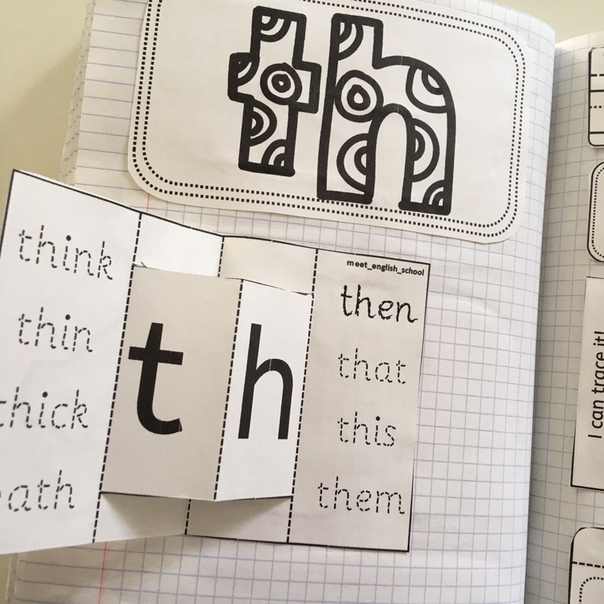 th
meet_english_school
think
thin
thick
t h
then
that
this
them
I can trace it!